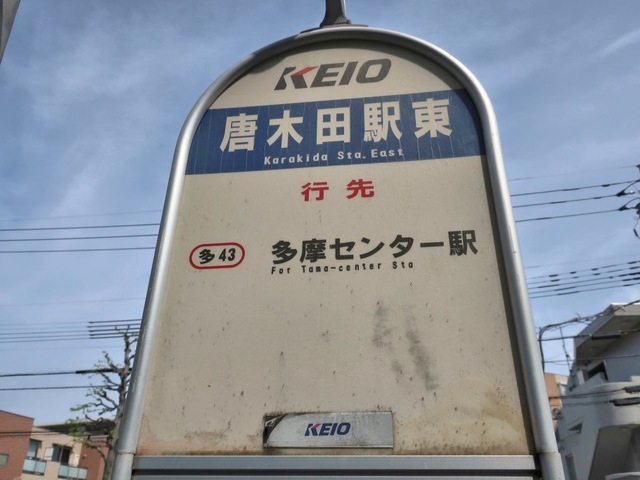 KEIO
唐木田駅東
Karakida Sta. East
行先
多43 多摩センター駅
For Tama-center Sta
KEIO